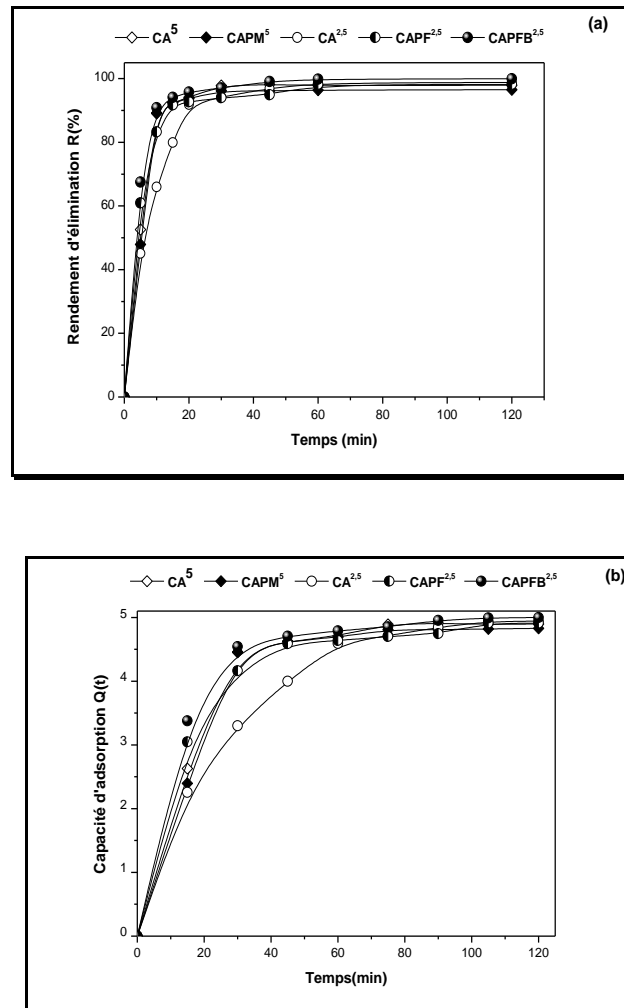 (a)
CA⁵ CAPM⁵ CA²,⁵ CAPF²,⁵ CAPFB²,⁵
Rendement d'élimination R(%)
100
80
60
40
20
0
0 20 40 60 80 100 120
Temps (min)
(b)
CA⁵ CAPM⁵ CA²,⁵ CAPF²,⁵ CAPFB²,⁵
Capacité d'adsorption Q(t)
5
4
3
2
1
0
0 20 40 60 80 100 120
Temps(min)